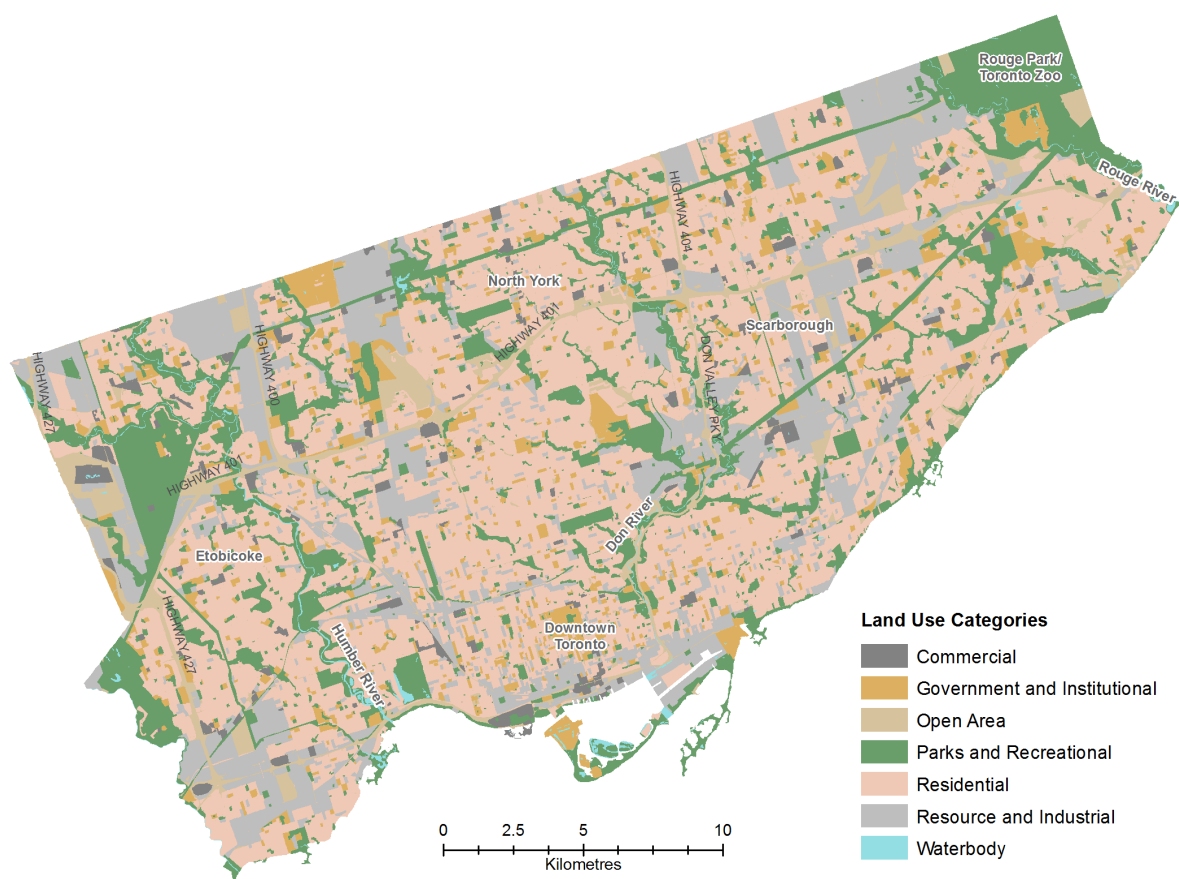 Rouge Park/
Toronto Zoo
Rouge River
HIGHWAY 404
North York
HIGHWAY 401
Scarborough
HIGHWAY 400
DON VALLEY PKY
HIGHWAY 427
HIGHWAY 401
Don River
Etobicoke
HIGHWAY 427
Humber River
Downtown
Toronto
Land Use Categories
Commercial
Government and Institutional
Open Area
Parks and Recreational
Residential
Resource and Industrial
Waterbody
0 2.5 5 10
Kilometres